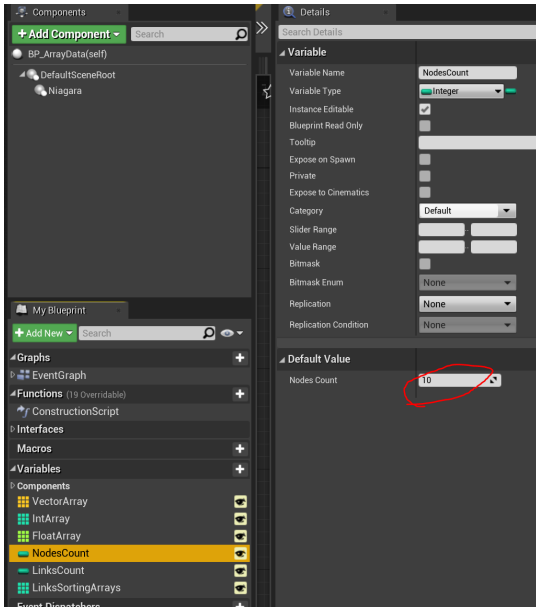 Components
+ Add Component
Search
BP_ArrayData(self)
DefaultSceneRoot
Niagara
My Blueprint
+ Add New
Search
Graphs
EventGraph
Functions (19 Overridable)
ConstructionScript
Interfaces
Macros
Variables
Components
VectorArray
IntArray
FloatArray
NodesCount
LinksCount
LinksSortingArrays
Event Dispatchers
Details
Search Details
Variable
Variable Name NodesCount
Variable Type Integer
Instance Editable
Blueprint Read Only
Tooltip
Expose on Spawn
Private
Expose to Cinematics
Category Default
Slider Range
Value Range
Bitmask
Bitmask Enum None
Replication None
Replication Condition None
Default Value
Nodes Count 10